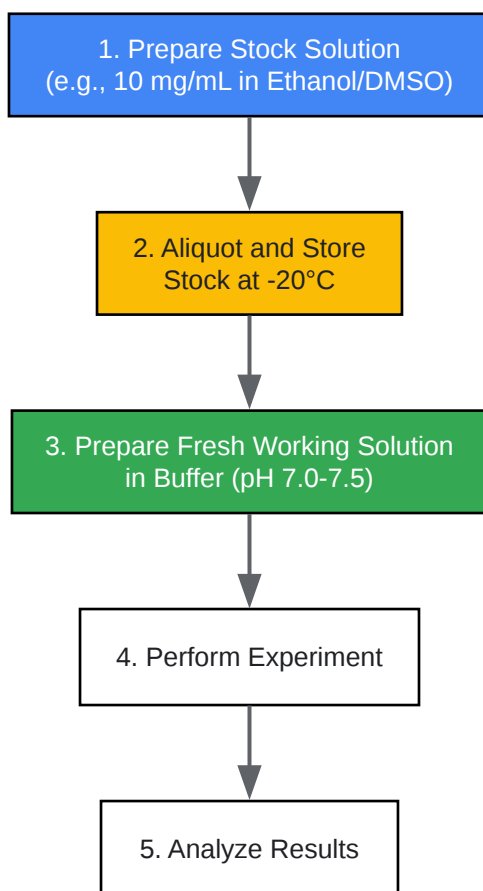 1. Prepare Stock Solution
(e.g., 10 mg/mL in Ethanol/DMSO)
2. Aliquot and Store
Stock at -20°C
3. Prepare Fresh Working Solution
in Buffer (pH 7.0-7.5)
4. Perform Experiment
5. Analyze Results